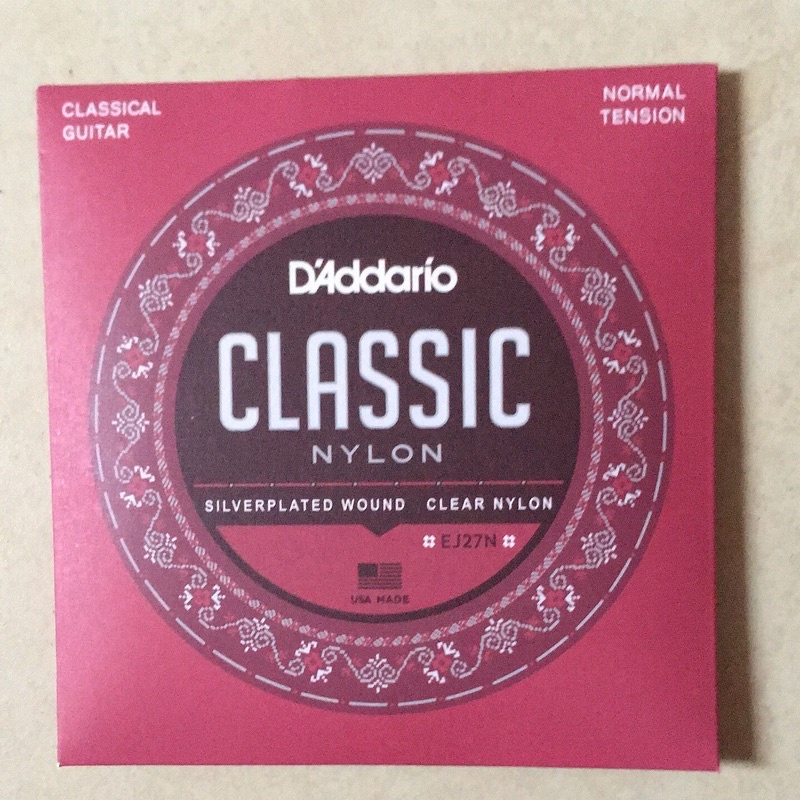 CLASSICAL
GUITAR
NORMAL
TENSION
D'Addario
CLASSIC
NYLON
SILVERPLATED WOUND CLEAR NYLON
EJ27N
USA MADE